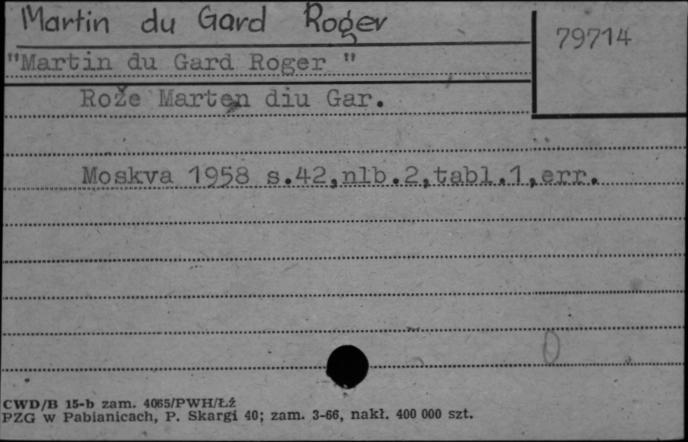 Martin du Gard Roger
79714
"Martin du Gard Roger "
Rože Marten diu Gar.
Moskva 1958 s.42,nlb.2,tabl.1,err.
0
CWD/B 15-b zam. 4065/PWH/Łź
PZG w Pabianicach, P. Skargi 40; zam. 3-66, nakł. 400 000 szt.